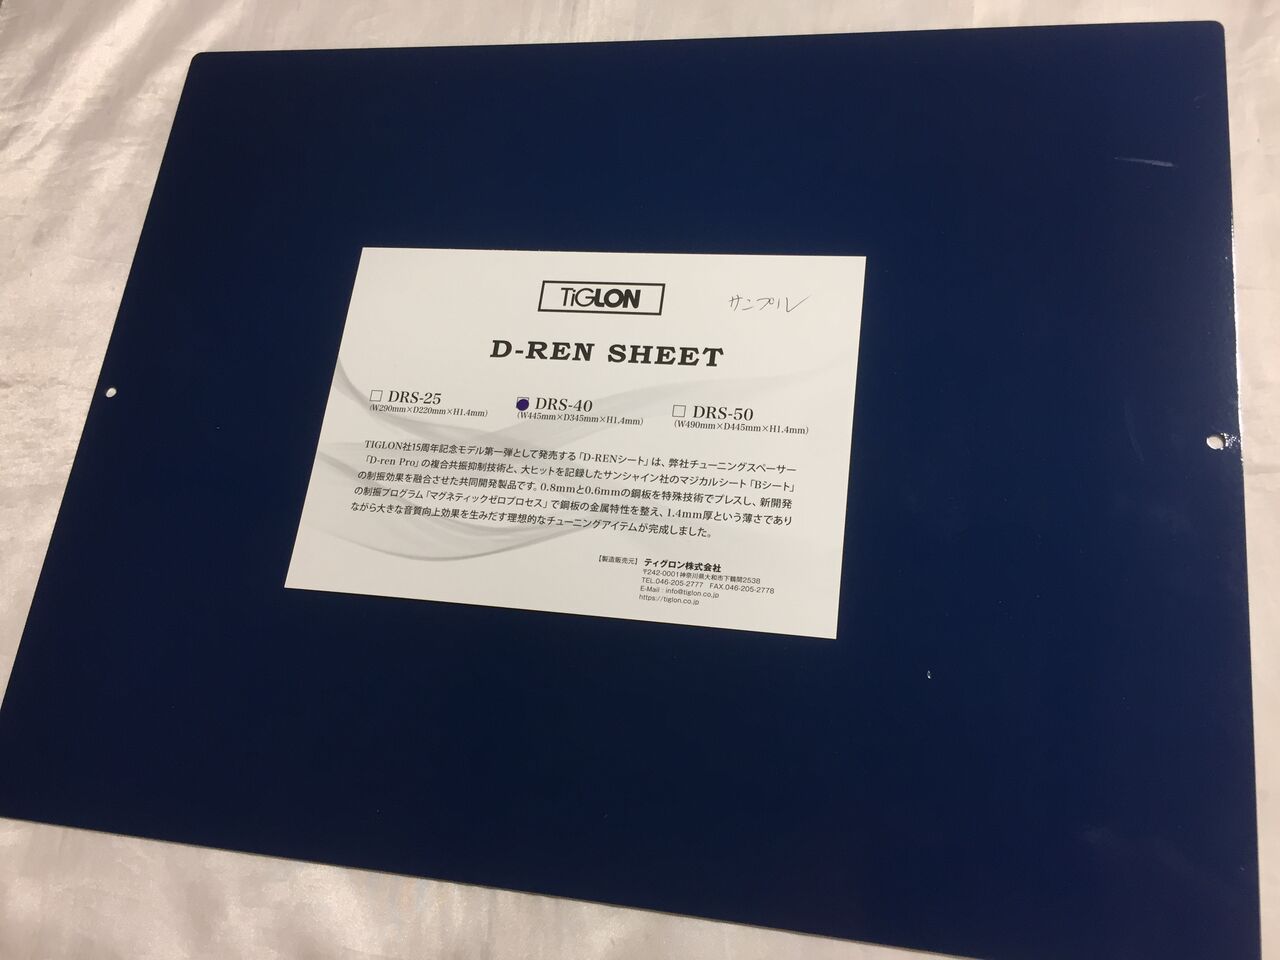 TiGLON
サンプル
D-REN SHEET
DRS-25
(W290mm×D220mm×H1.4mm)
DRS-40
(W445mm×D345mm×H1.4mm)
DRS-50
(W490mm×D445mm×H1.4mm)
TIGLON社15周年記念モデル第一弾として発売する「D-RENシート」は、弊社チューニングスペーサー
「D-ren Pro」の複合共振抑制技術と、大ヒットを記録したサンシャイン社のマジカルシート「Bシート」
の制振効果を融合させた共同開発製品です。0.8mmと0.6mmの鋼板を特殊技術でプレスし、新開発
の制振プログラム「マグネティックゼロプロセス」で鋼板の金属特性を整え、1.4mm厚という薄さであり
ながら大きな音質向上効果を生みだす理想的なチューニングアイテムが完成しました。
【製造販売元】 ティグロン株式会社
〒242-0001神奈川県大和市下鶴間2538
TEL.046-205-2777 FAX.046-205-2778
E-Mail : info@tiglon.co.jp
https://tiglon.co.jp